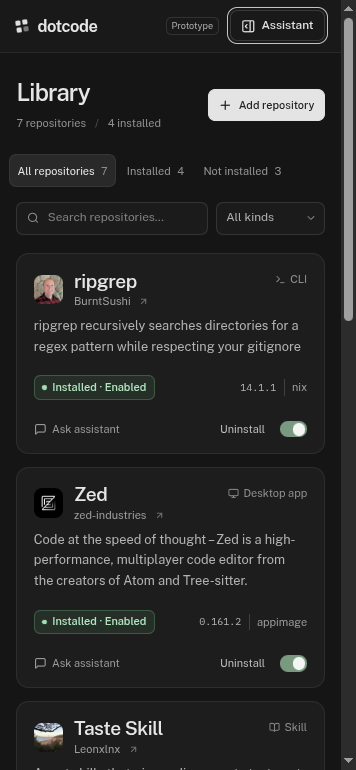 dotcode
Prototype
Assistant
Library
7 repositories / 4 installed
Add repository
All repositories 7
Installed 4
Not installed 3
Search repositories...
All kinds
ripgrep
CLI
BurntSushi
ripgrep recursively searches directories for a
regex pattern while respecting your gitignore
Installed · Enabled
14.1.1
nix
Ask assistant
Uninstall
Zed
Desktop app
zed-industries
Code at the speed of thought – Zed is a high-
performance, multiplayer code editor from
the creators of Atom and Tree-sitter.
Installed · Enabled
0.161.2
appimage
Ask assistant
Uninstall
Taste Skill
Skill
Leonxlnx